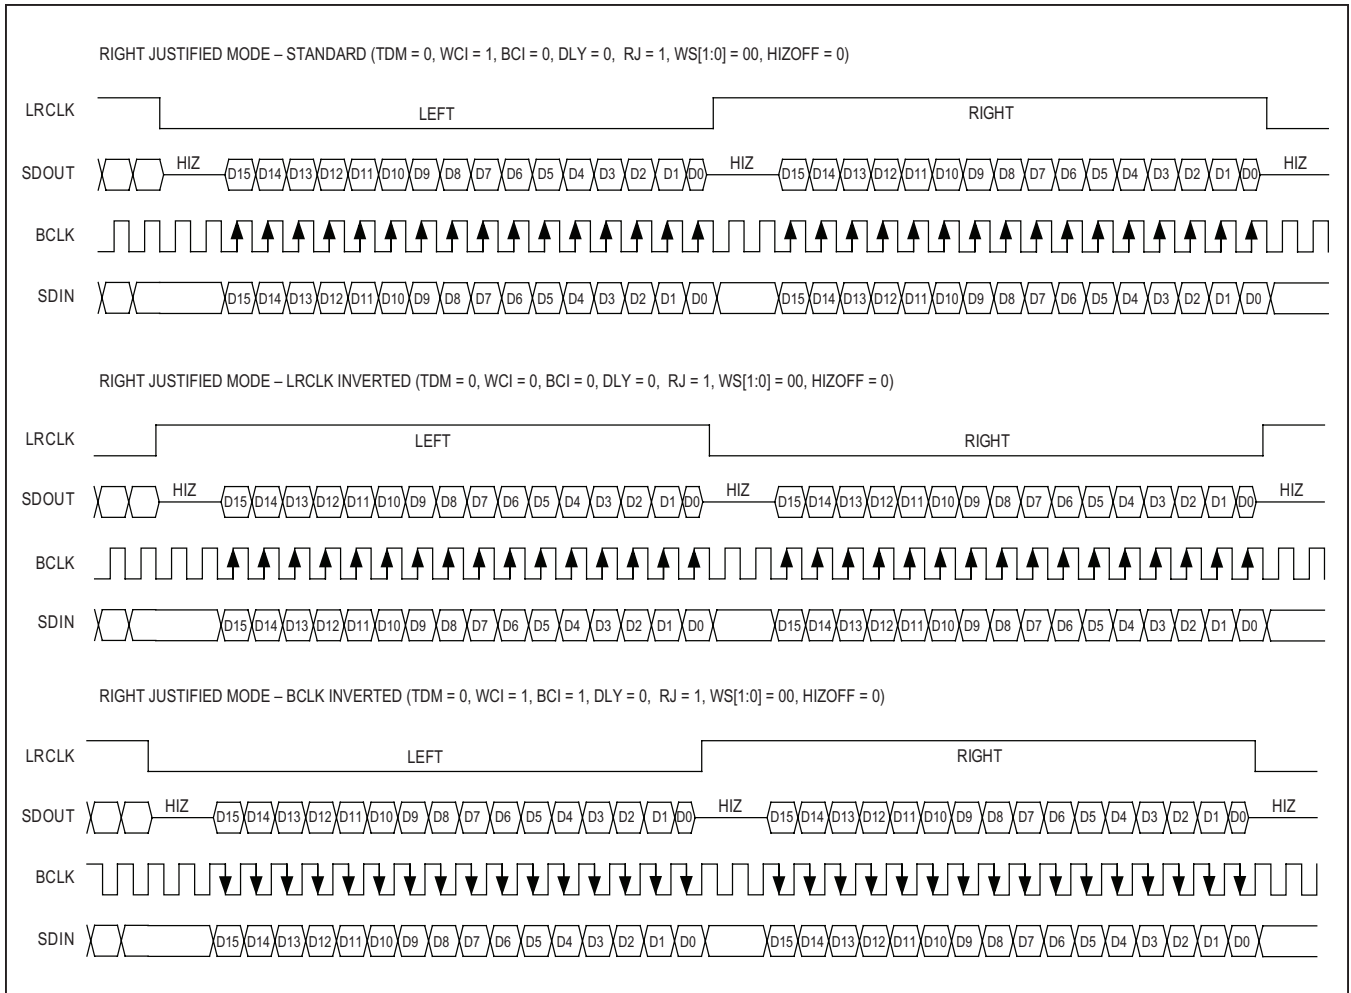 RIGHT JUSTIFIED MODE – STANDARD (TDM = 0, WCI = 1, BCI = 0, DLY = 0, RJ = 1, WS[1:0] = 00, HIZOFF = 0)
LRCLK LEFT RIGHT
SDOUT HIZ D15 D14 D13 D12 D11 D10 D9 D8 D7 D6 D5 D4 D3 D2 D1 D0 HIZ D15 D14 D13 D12 D11 D10 D9 D8 D7 D6 D5 D4 D3 D2 D1 D0 HIZ
BCLK
SDIN D15 D14 D13 D12 D11 D10 D9 D8 D7 D6 D5 D4 D3 D2 D1 D0 D15 D14 D13 D12 D11 D10 D9 D8 D7 D6 D5 D4 D3 D2 D1 D0
RIGHT JUSTIFIED MODE – LRCLK INVERTED (TDM = 0, WCI = 0, BCI = 0, DLY = 0, RJ = 1, WS[1:0] = 00, HIZOFF = 0)
LRCLK LEFT RIGHT
SDOUT HIZ D15 D14 D13 D12 D11 D10 D9 D8 D7 D6 D5 D4 D3 D2 D1 D0 HIZ D15 D14 D13 D12 D11 D10 D9 D8 D7 D6 D5 D4 D3 D2 D1 D0 HIZ
BCLK
SDIN D15 D14 D13 D12 D11 D10 D9 D8 D7 D6 D5 D4 D3 D2 D1 D0 D15 D14 D13 D12 D11 D10 D9 D8 D7 D6 D5 D4 D3 D2 D1 D0
RIGHT JUSTIFIED MODE – BCLK INVERTED (TDM = 0, WCI = 1, BCI = 1, DLY = 0, RJ = 1, WS[1:0] = 00, HIZOFF = 0)
LRCLK LEFT RIGHT
SDOUT HIZ D15 D14 D13 D12 D11 D10 D9 D8 D7 D6 D5 D4 D3 D2 D1 D0 HIZ D15 D14 D13 D12 D11 D10 D9 D8 D7 D6 D5 D4 D3 D2 D1 D0 HIZ
BCLK
SDIN D15 D14 D13 D12 D11 D10 D9 D8 D7 D6 D5 D4 D3 D2 D1 D0 D15 D14 D13 D12 D11 D10 D9 D8 D7 D6 D5 D4 D3 D2 D1 D0